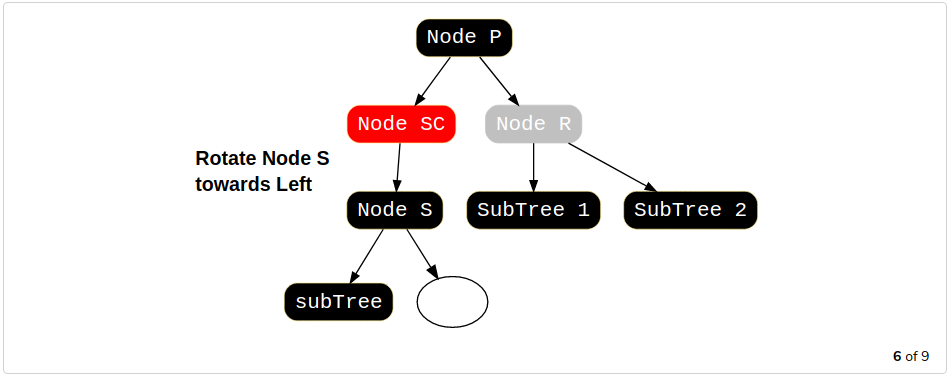 Node P
Node SC
Node R
Rotate Node S
towards Left
Node S
SubTree 1
SubTree 2
subTree
6 of 9